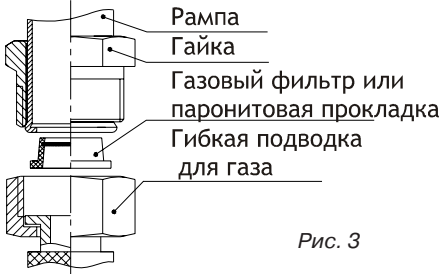 Рампа
Гайка
Газовый фильтр или
паронитовая прокладка
Гибкая подводка
для газа
Рис. 3